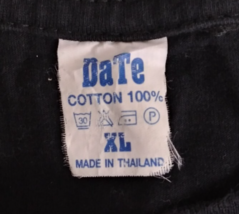 DaTe
COTTON 100%
30 P
XL
MADE IN THAILAND